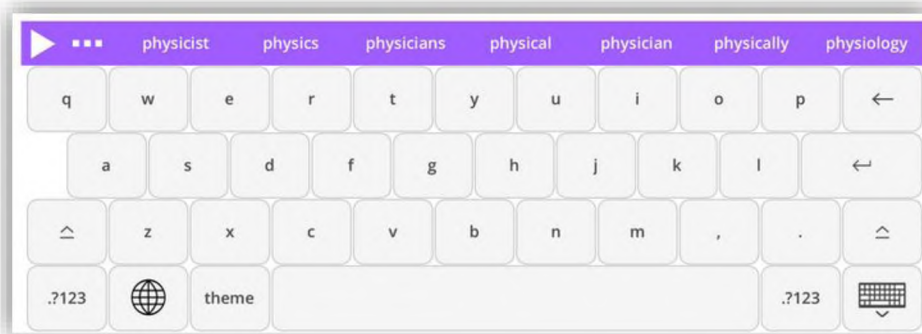 physicist physics physicians physical physician physically physiology
q w e r t y u i o p
a s d f g h j k l
z x c v b n m , .
.?123 theme .?123